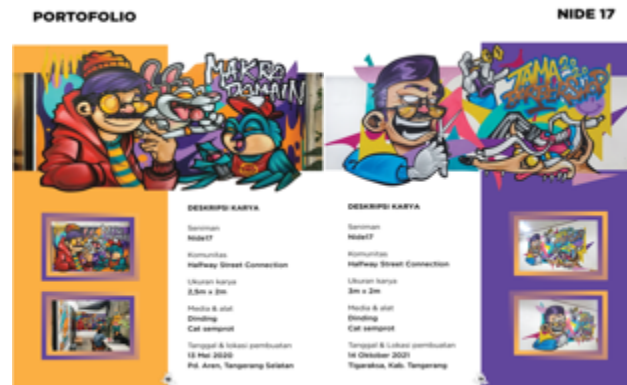 PORTOFOLIO
NIDE 17
MAKRO
DOMAIN
DESKRIPSI KARYA
Seniman
Nide17
Komunitas
Halfway Street Connection
Ukuran karya
2,5m x 2m
Media & alat
Dinding
Cat semprot
Tanggal & lokasi pembuatan
13 Mei 2020
Pd. Aren, Tangerang Selatan
TAMA
BARBERSHOP
DESKRIPSI KARYA
Seniman
Nide17
Komunitas
Halfway Street Connection
Ukuran karya
3m x 2m
Media & alat
Dinding
Cat semprot
Tanggal & Lokasi pembuatan
14 Oktober 2021
Tigaraksa, Kab. Tangerang